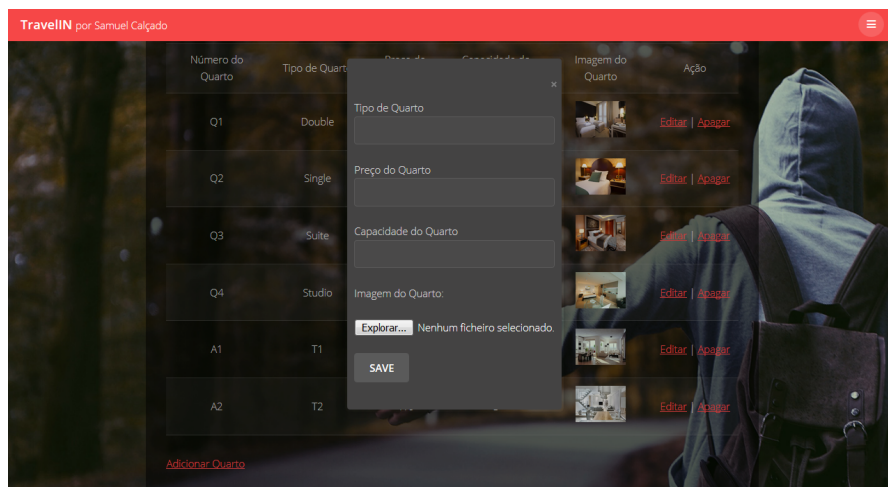 TravelIN por Samuel Calçado
Número do Quarto
Tipo de Quart
Imagem do Quarto
Ação
Q1 Double Editar | Apagar
Q2 Single Editar | Apagar
Q3 Suite Editar | Apagar
Q4 Studio Editar | Apagar
A1 T1 Editar | Apagar
A2 T2 Editar | Apagar
Adicionar Quarto
×
Tipo de Quarto
Preço do Quarto
Capacidade do Quarto
Imagem do Quarto:
Explorar... Nenhum ficheiro selecionado.
SAVE